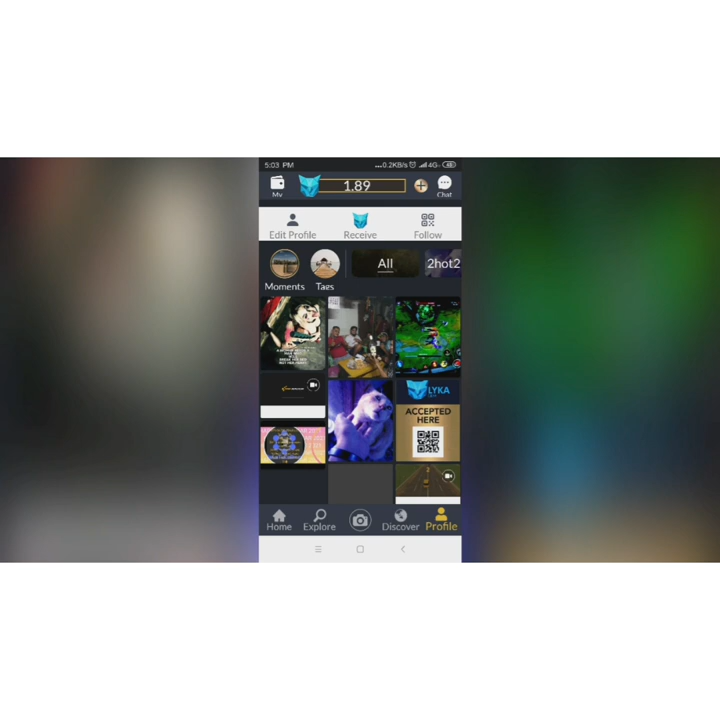 5:03 PM
...0.2KB/s 4G 48
My
1.89
Chat
Edit Profile
Receive
Follow
All
2hot2
Moments
Tags
LYKA
ACCEPTED
HERE
Home
Explore
Discover
Profile